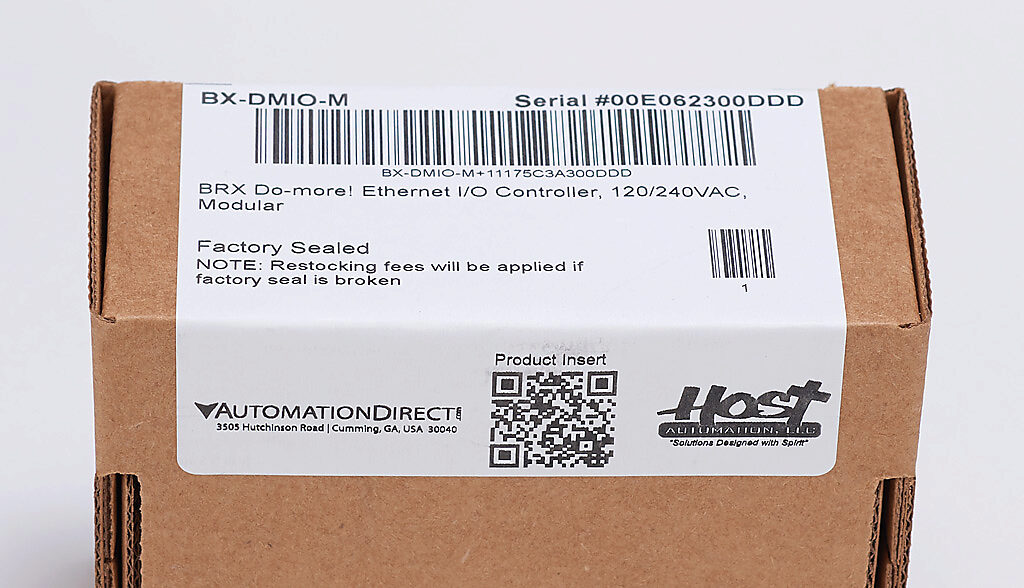 BX-DMIO-M Serial #00E062300DDD
BX-DMIO-M+11175C3A300DDD
BRX Do-more! Ethernet I/O Controller, 120/240VAC,
Modular
Factory Sealed
NOTE: Restocking fees will be applied if
factory seal is broken
1
Product Insert
AUTOMATIONDIRECT.com
3505 Hutchinson Road | Cumming, GA, USA 30040
Host
AUTOMATION, LLC
"Solutions Designed with Spirit"